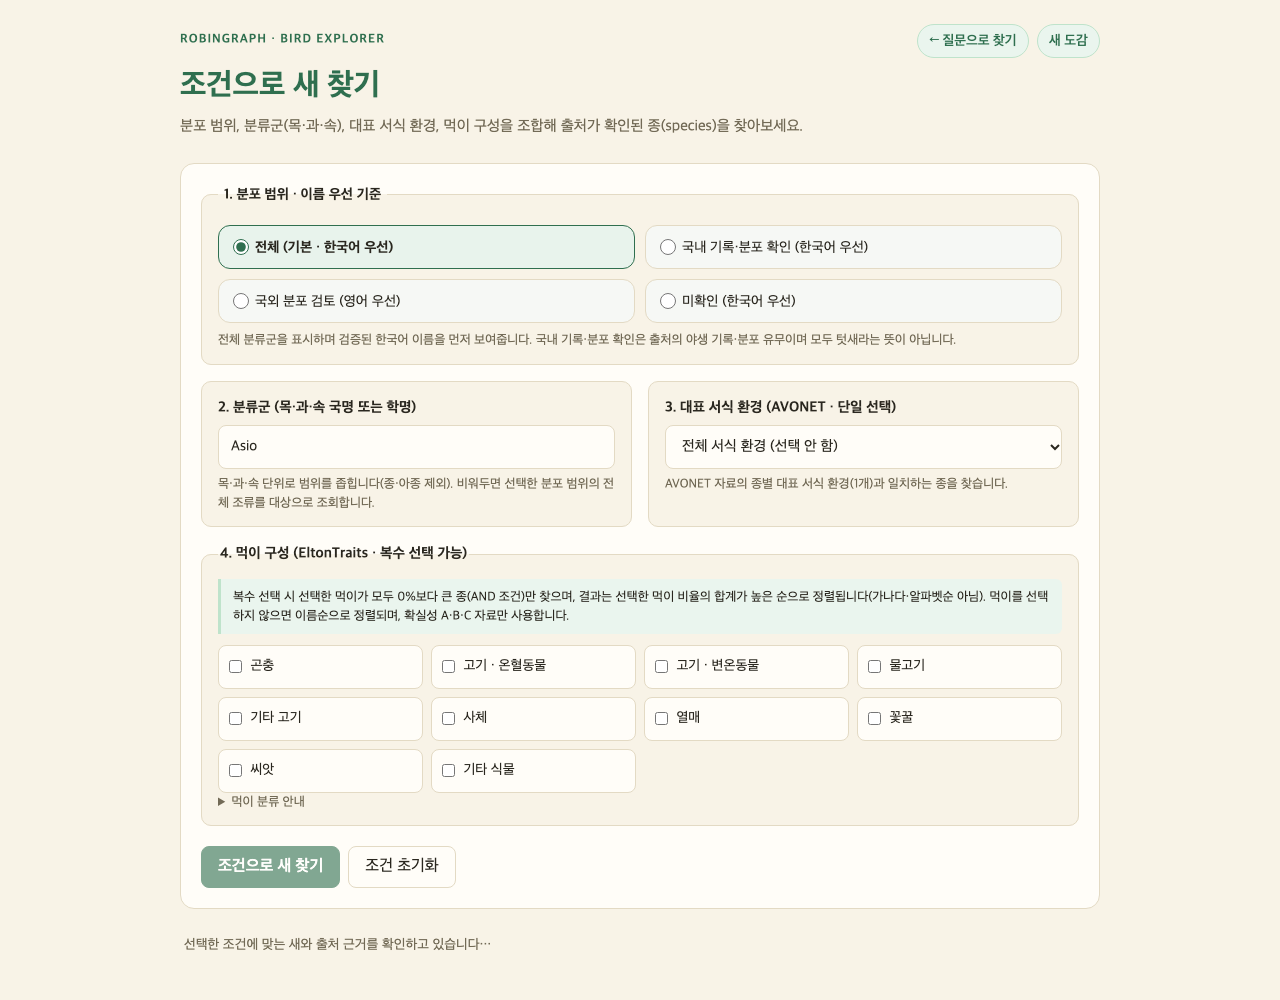 ROBINGRAPH · BIRD EXPLORER
← 질문으로 찾기
새 도감
조건으로 새 찾기
분포 범위, 분류군(목·과·속), 대표 서식 환경, 먹이 구성을 조합해 출처가 확인된 종(species)을 찾아보세요.
1. 분포 범위 · 이름 우선 기준
전체 (기본 · 한국어 우선)
국내 기록·분포 확인 (한국어 우선)
국외 분포 검토 (영어 우선)
미확인 (한국어 우선)
전체 분류군을 표시하며 검증된 한국어 이름을 먼저 보여줍니다. 국내 기록·분포 확인은 출처의 야생 기록·분포 유무이며 모두 텃새라는 뜻이 아닙니다.
2. 분류군 (목·과·속 국명 또는 학명)
Asio
목·과·속 단위로 범위를 좁힙니다(종·아종 제외). 비워두면 선택한 분포 범위의 전
체 조류를 대상으로 조회합니다.
3. 대표 서식 환경 (AVONET · 단일 선택)
전체 서식 환경 (선택 안 함)
AVONET 자료의 종별 대표 서식 환경(1개)과 일치하는 종을 찾습니다.
4. 먹이 구성 (EltonTraits · 복수 선택 가능)
복수 선택 시 선택한 먹이가 모두 0%보다 큰 종(AND 조건)만 찾으며, 결과는 선택한 먹이 비율의 합계가 높은 순으로 정렬됩니다(가나다·알파벳순 아님). 먹이를 선택
하지 않으면 이름순으로 정렬되며, 확실성 A·B·C 자료만 사용합니다.
곤충
고기 · 온혈동물
고기 · 변온동물
물고기
기타 고기
사체
열매
꽃꿀
씨앗
기타 식물
▶ 먹이 분류 안내
조건으로 새 찾기
조건 초기화
선택한 조건에 맞는 새와 출처 근거를 확인하고 있습니다…